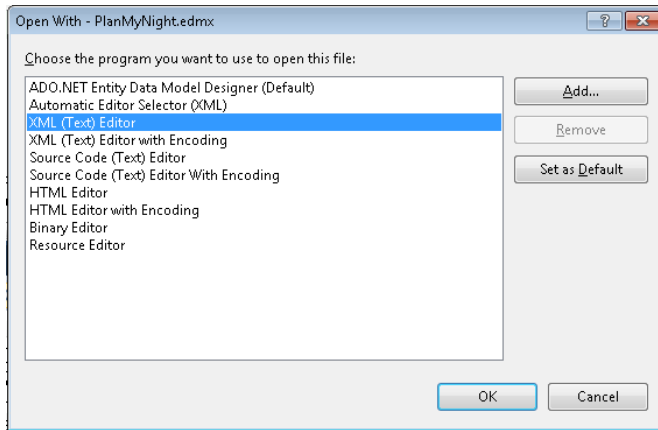 Open With - PlanMyNight.edmx
Choose the program you want to use to open this file:
ADO.NET Entity Data Model Designer (Default)
Automatic Editor Selector (XML)
XML (Text) Editor
XML (Text) Editor with Encoding
Source Code (Text) Editor
Source Code (Text) Editor With Encoding
HTML Editor
HTML Editor with Encoding
Binary Editor
Resource Editor
Add...
Remove
Set as Default
OK
Cancel